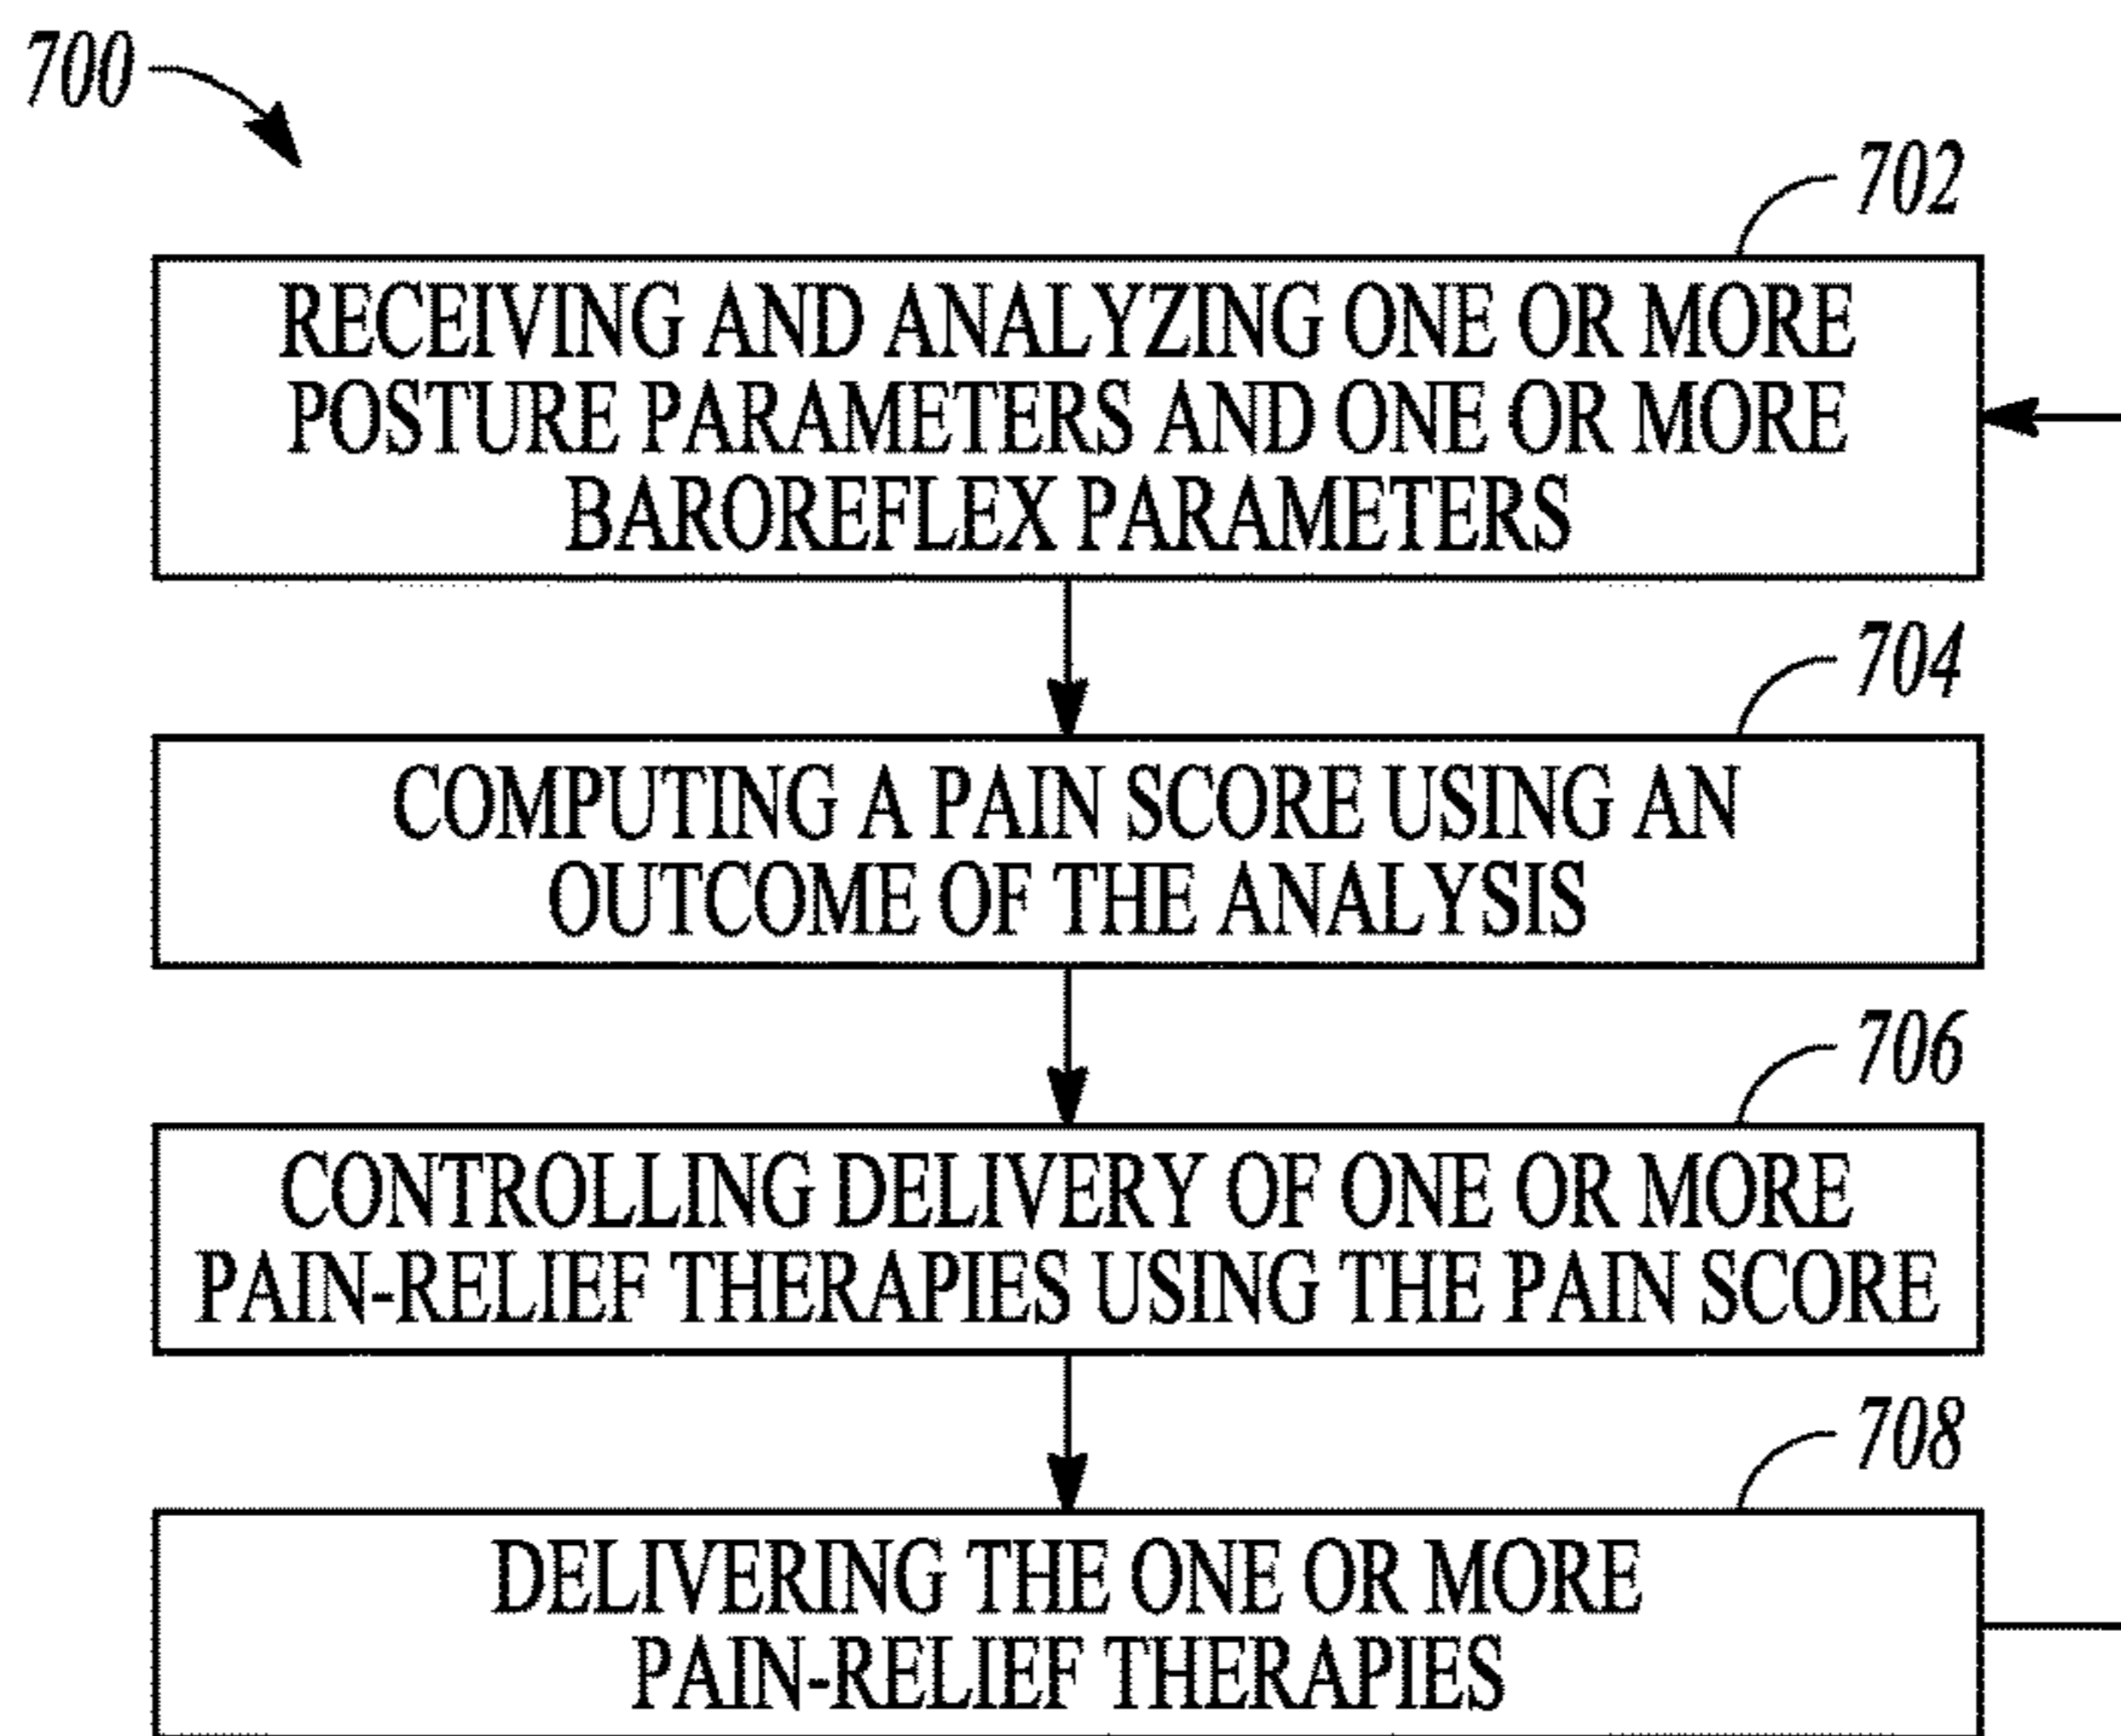 700
702
RECEIVING AND ANALYZING ONE OR MORE
POSTURE PARAMETERS AND ONE OR MORE
BAROREFLEX PARAMETERS
704
COMPUTING A PAIN SCORE USING AN
OUTCOME OF THE ANALYSIS
706
CONTROLLING DELIVERY OF ONE OR MORE
PAIN-RELIEF THERAPIES USING THE PAIN SCORE
708
DELIVERING THE ONE OR MORE
PAIN-RELIEF THERAPIES